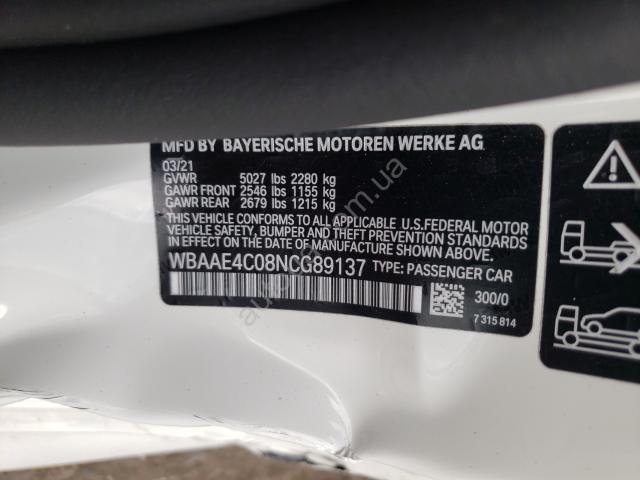 MFD BY BAYERISCHE MOTOREN WERKE AG
03/21
GVWR 5027 lbs 2280 kg
GAWR FRONT 2546 lbs 1155 kg
GAWR REAR 2679 lbs 1215 kg
THIS VEHICLE CONFORMS TO ALL APPLICABLE U.S.FEDERAL MOTOR
VEHICLE SAFETY, BUMPER, AND THEFT PREVENTION STANDARDS
IN EFFECT ON THE DATE OF MANUFACTURE SHOWN ABOVE.
WBAAE4C08NCG89137 TYPE: PASSENGER CAR
300/0
7 315 814